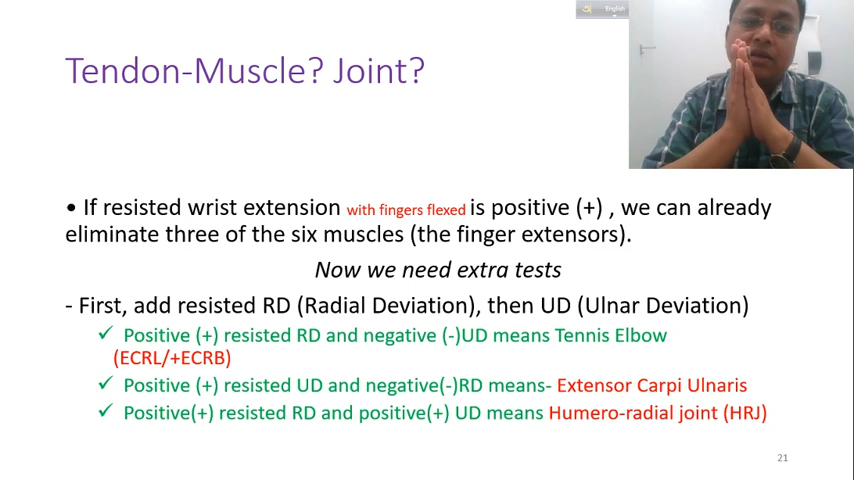 English
Tendon-Muscle? Joint?
• If resisted wrist extension with fingers flexed is positive (+) , we can already
eliminate three of the six muscles (the finger extensors).
Now we need extra tests
- First, add resisted RD (Radial Deviation), then UD (Ulnar Deviation)
✓ Positive (+) resisted RD and negative (-)UD means Tennis Elbow
(ECRL/+ECRB)
✓ Positive (+) resisted UD and negative(-)RD means- Extensor Carpi Ulnaris
✓ Positive(+) resisted RD and positive(+) UD means Humero-radial joint (HRJ)
21